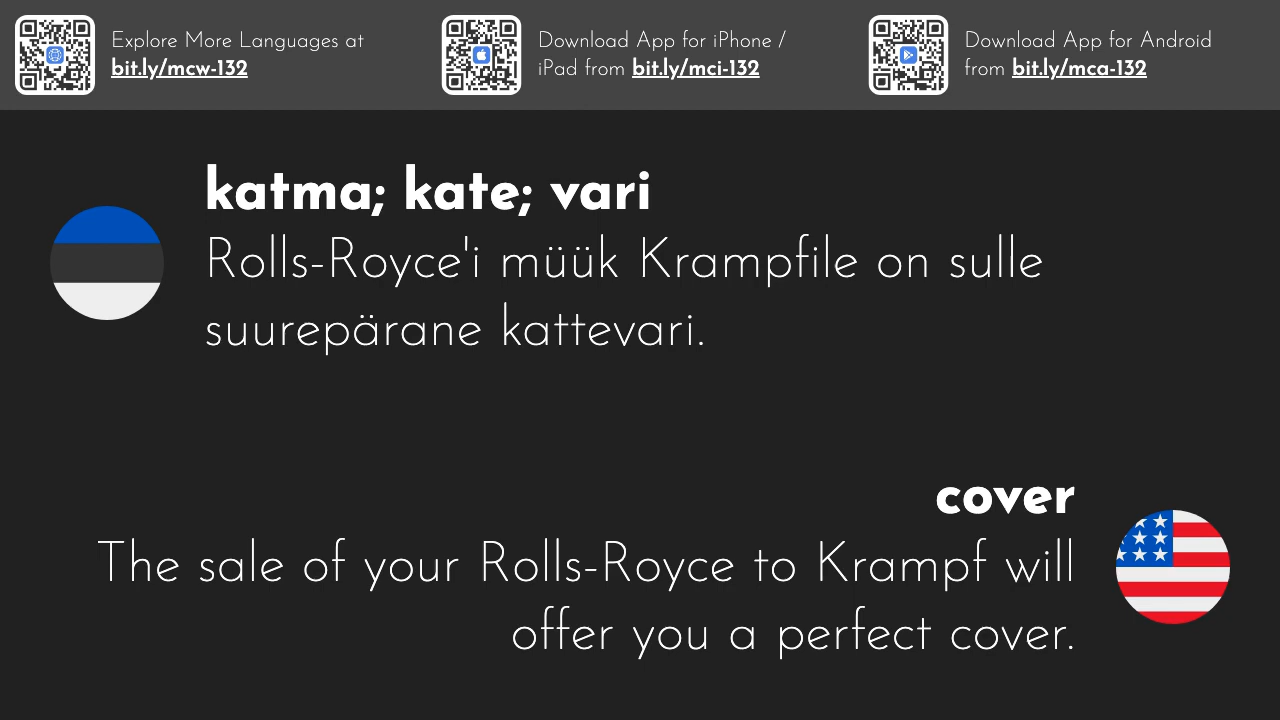 Explore More Languages at
bit.ly/mcw-132
Download App for iPhone /
iPad from bit.ly/mci-132
Download App for Android
from bit.ly/mca-132
katma; kate; vari
Rolls-Royce'i müük Krampfile on sulle
suurepärane kattevari.
cover
The sale of your Rolls-Royce to Krampf will
offer you a perfect cover.